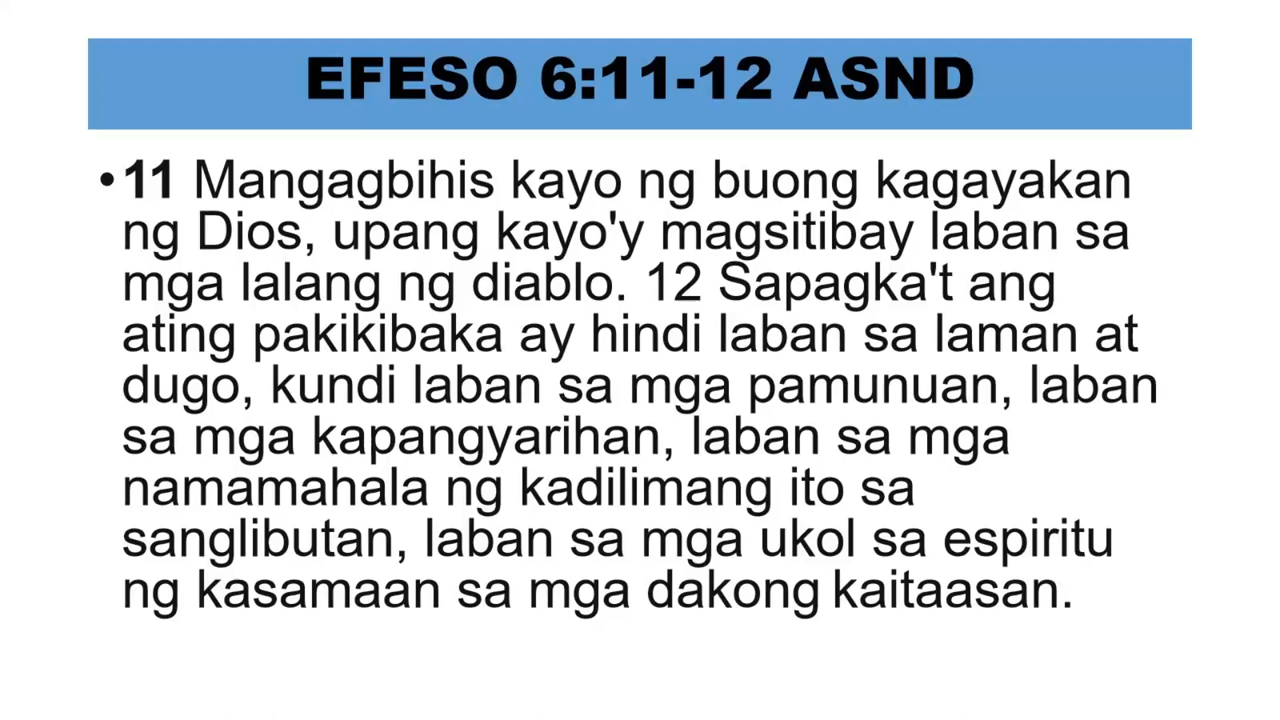 EFESO 6:11-12 ASND
•11 Mangagbihis kayo ng buong kagayakan
ng Dios, upang kayo'y magsitibay laban sa
mga lalang ng diablo. 12 Sapagka't ang
ating pakikibaka ay hindi laban sa laman at
dugo, kundi laban sa mga pamunuan, laban
sa mga kapangyarihan, laban sa mga
namamahala ng kadilimang ito sa
sanglibutan, laban sa mga ukol sa espiritu
ng kasamaan sa mga dakong kaitaasan.